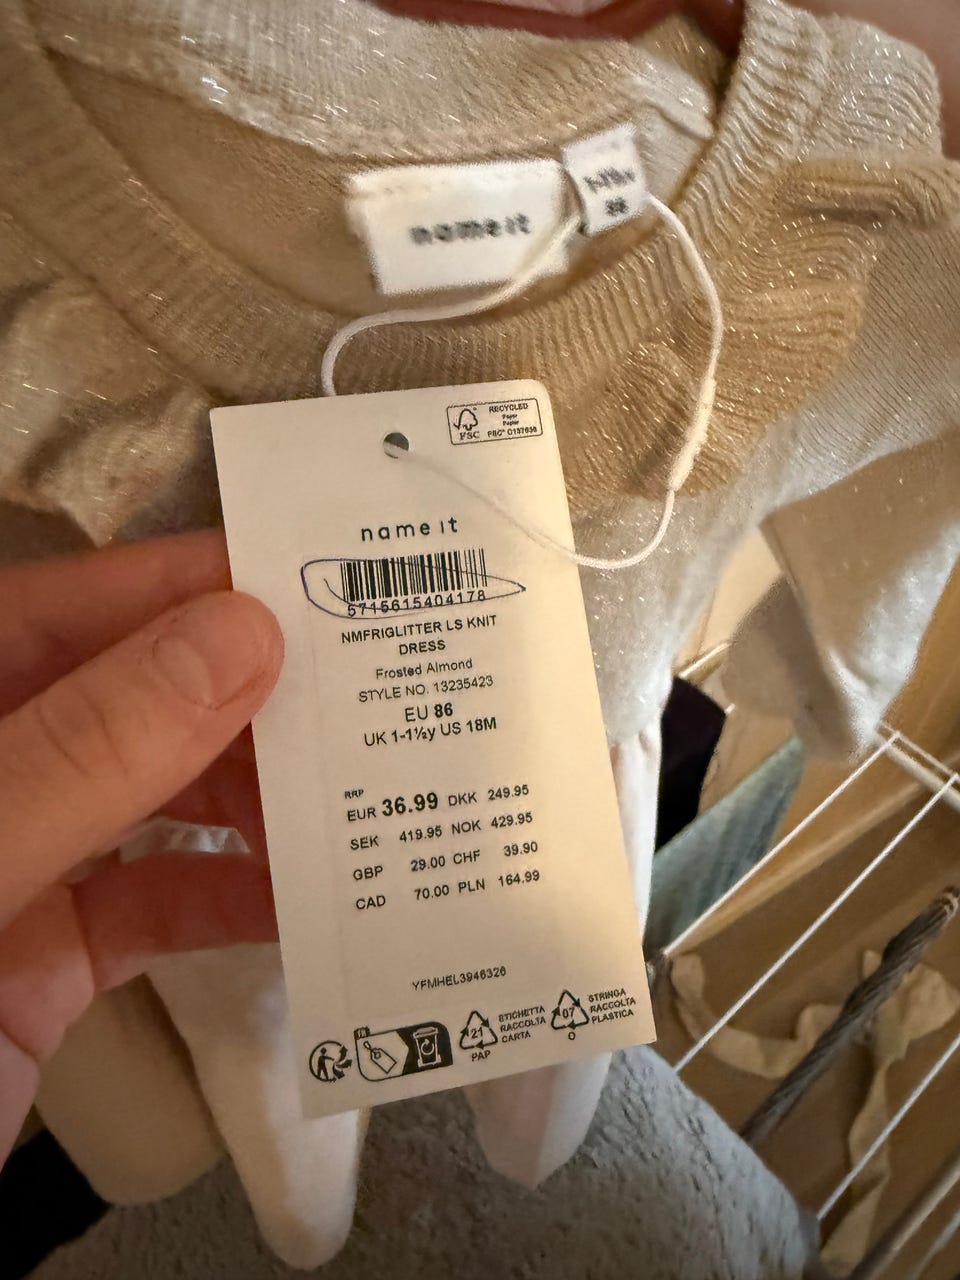 name it
RECYCLED
Paper
Papier
FSC
FSC® C137658
name it
5715615404178
NMFRIGLITTER LS KNIT
DRESS
Frosted Almond
STYLE NO. 13235423
EU 86
UK 1-1½y US 18M
RRP
EUR 36.99 DKK 249.95
SEK 419.95 NOK 429.95
GBP 29.00 CHF 39.90
CAD 70.00 PLN 164.99
YFMHEL3946326
FR
21
PAP
ETICHETTA
RACCOLTA
CARTA
07
O
STRINGA
RACCOLTA
PLASTICA